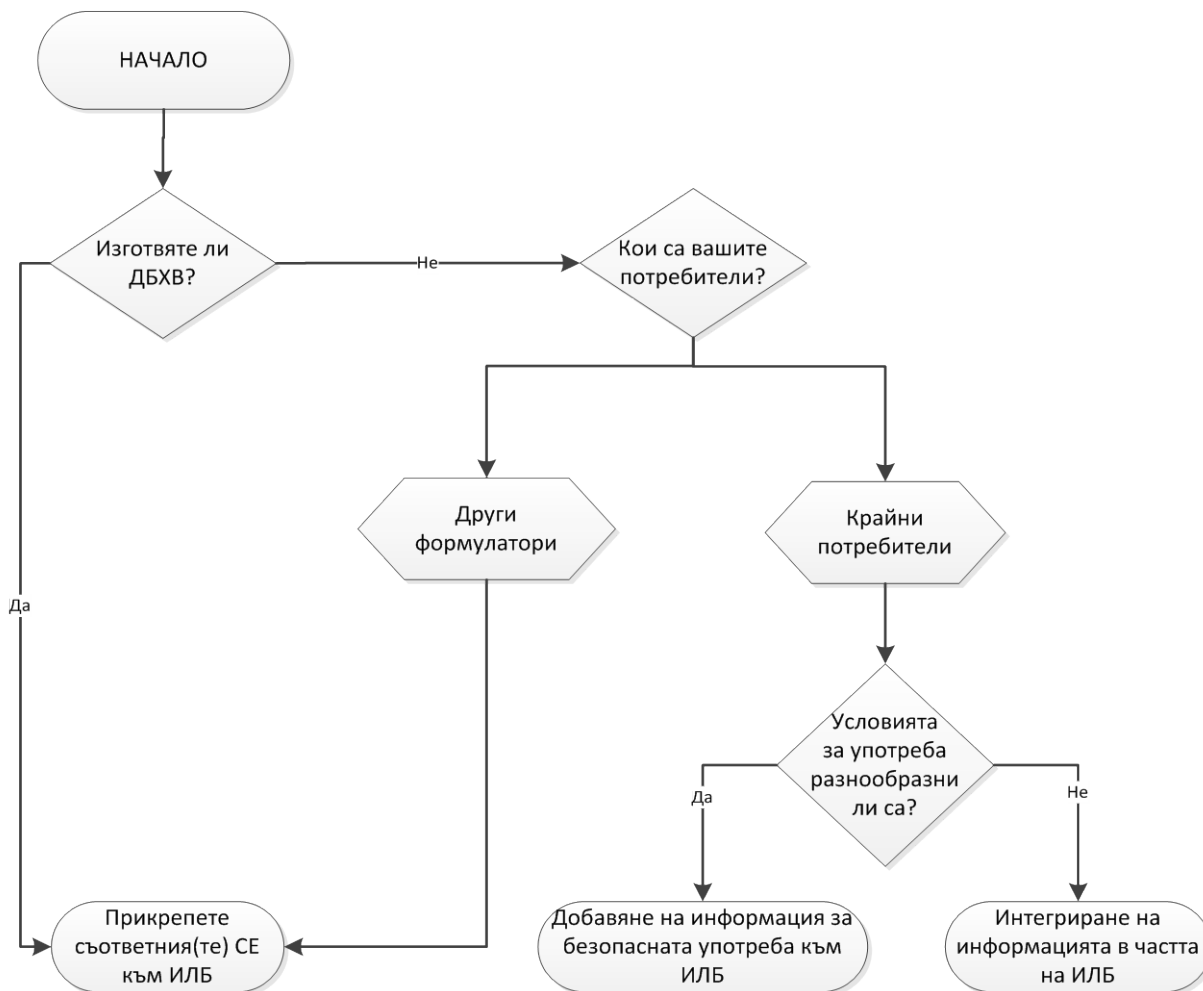 НАЧАЛО
Изготвяте ли
ДБХВ?
Не
Кои са вашите
потребители?
Други
формулатори
Крайни
потребители
Да
Условията
за употреба
разнообразни
ли са?
Да
Не
Прикрепете
съответния(те) СЕ
към ИЛБ
Добавяне на информация за
безопасната употреба към
ИЛБ
Интегриране на
информацията в частта
на ИЛБ